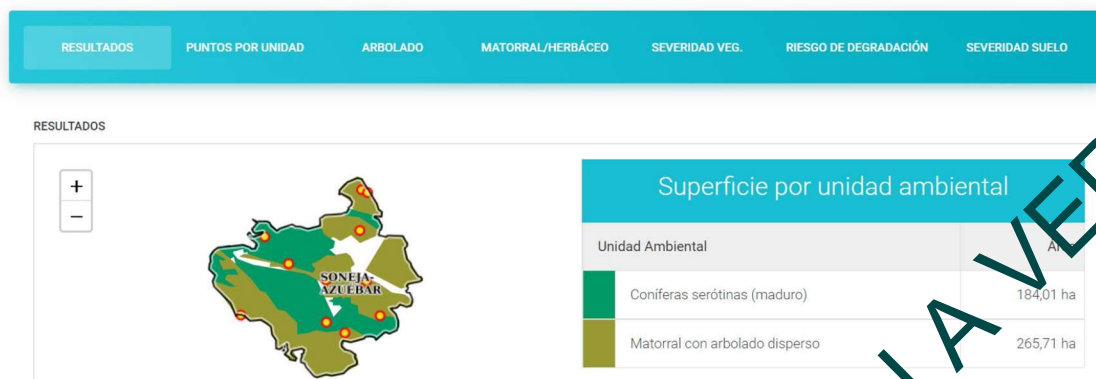 RESULTADOS PUNTOS POR UNIDAD ARBOLADO MATORRAL/HERBÁCEO SEVERIDAD VEG. RIESGO DE DEGRADACIÓN SEVERIDAD SUELO
RESULTADOS
+
−
SONEJA-
AZUEBAR
Superficie por unidad ambiental
Unidad Ambiental
Coníferas serótinas (maduro) 184,01 ha
Matorral con arbolado disperso 265,71 ha